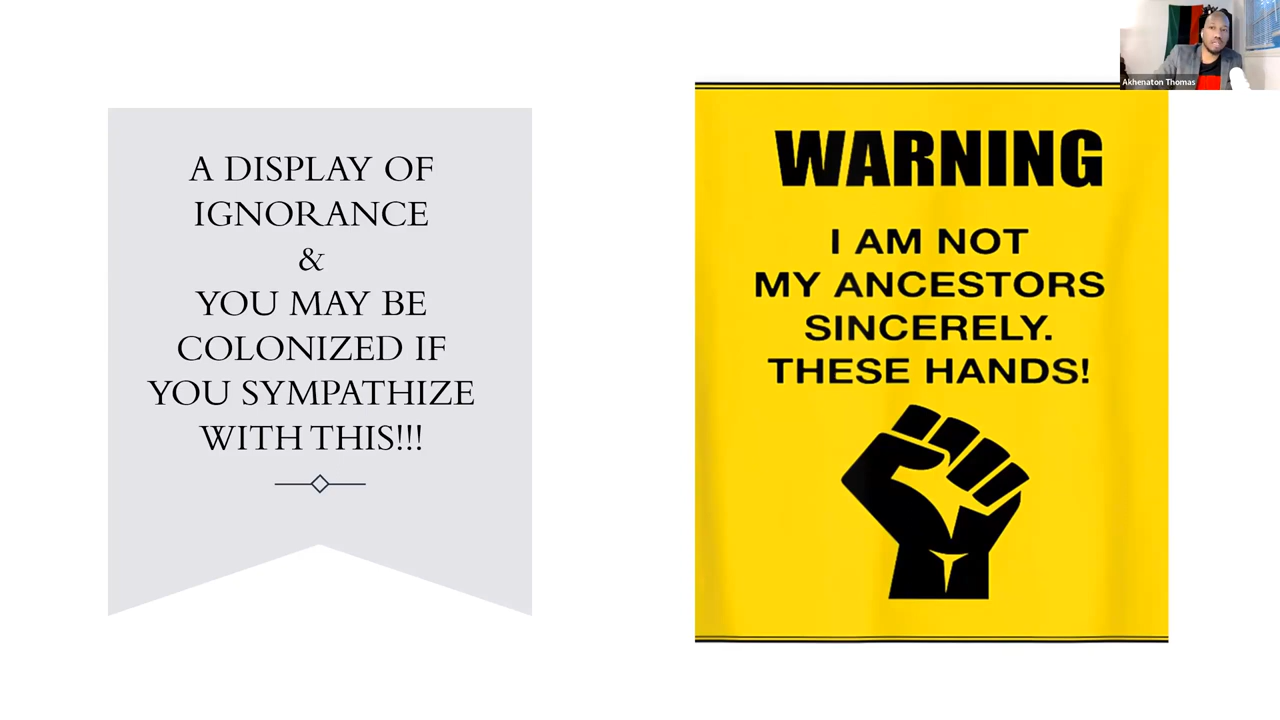 A DISPLAY OF
IGNORANCE
&
YOU MAY BE
COLONIZED IF
YOU SYMPATHIZE
WITH THIS!!!
WARNING
I AM NOT
MY ANCESTORS
SINCERELY.
THESE HANDS!
Akhenaton Thomas